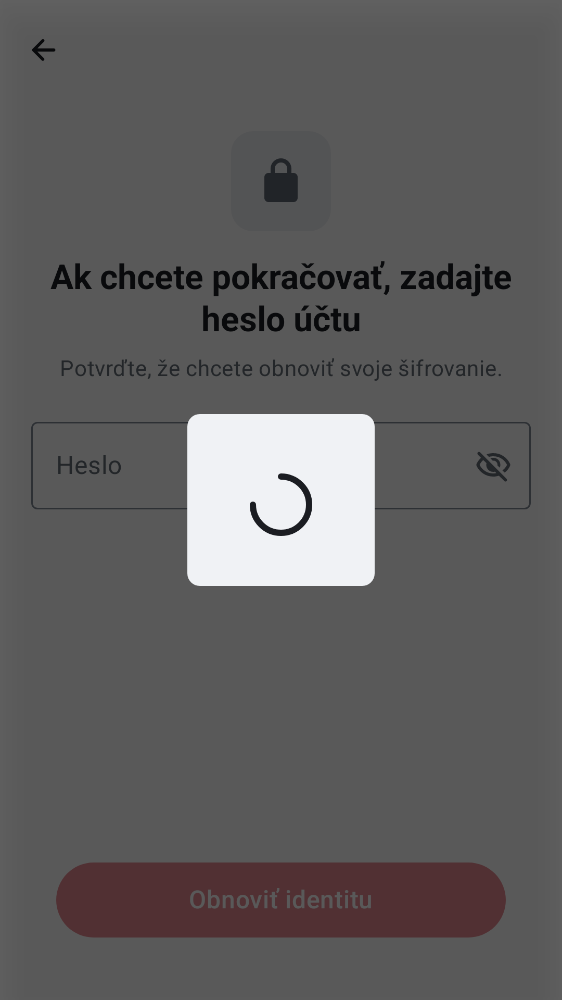 Ak chcete pokračovať, zadajte
heslo účtu
Potvrďte, že chcete obnoviť svoje šifrovanie.
Heslo
Obnoviť identitu